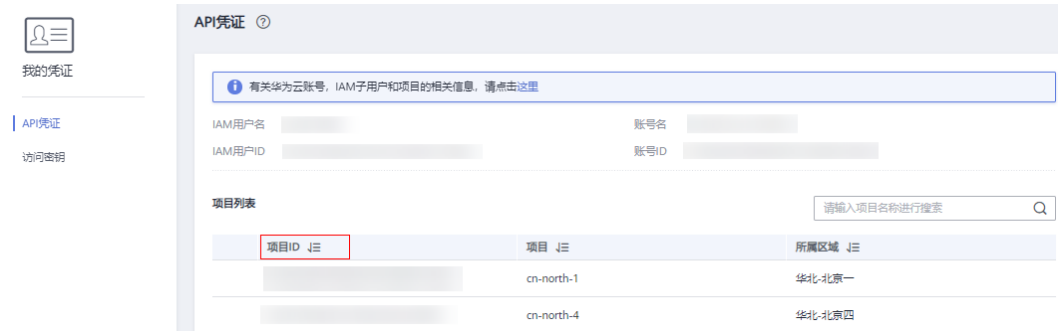 API凭证
我的凭证
有关华为云账号，IAM子用户和项目的相关信息，请点击这里
API凭证
访问密钥
IAM用户名
账号名
IAM用户ID
账号ID
项目列表
请输入项目名称进行搜索
项目ID 项目 所属区域
cn-north-1 华北-北京一
cn-north-4 华北-北京四